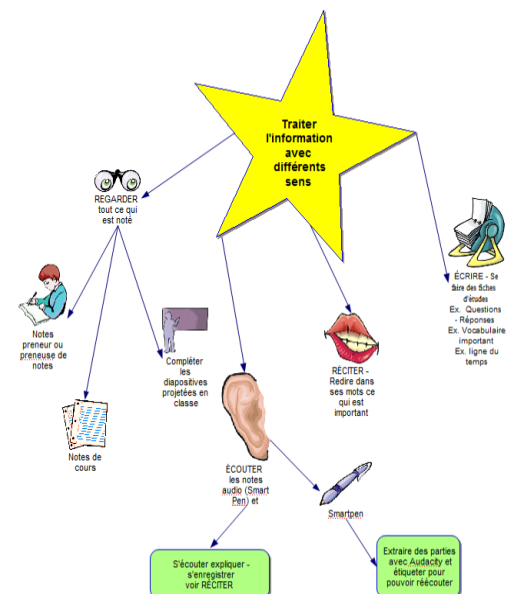 Traiter
l'information
avec
différents
sens
REGARDER
tout ce qui
est noté
Notes
preneur ou
preneuse de
notes
Notes de
cours
Compléter
les
diapositives
projetées en
classe
ÉCOUTER
les notes
audio (Smart
Pen) et
S'écouter expliquer -
s'enregistrer
voir RÉCITER
Smartpen
Extraire des parties
avec Audacity et
étiqueter pour
pouvoir réécouter
RÉCITER -
Redire dans
ses mots ce
qui est
important
ÉCRIRE - Se
faire des fiches
d'études
Ex. Questions
- Réponses
Ex. Vocabulaire
important
Ex. ligne du
temps